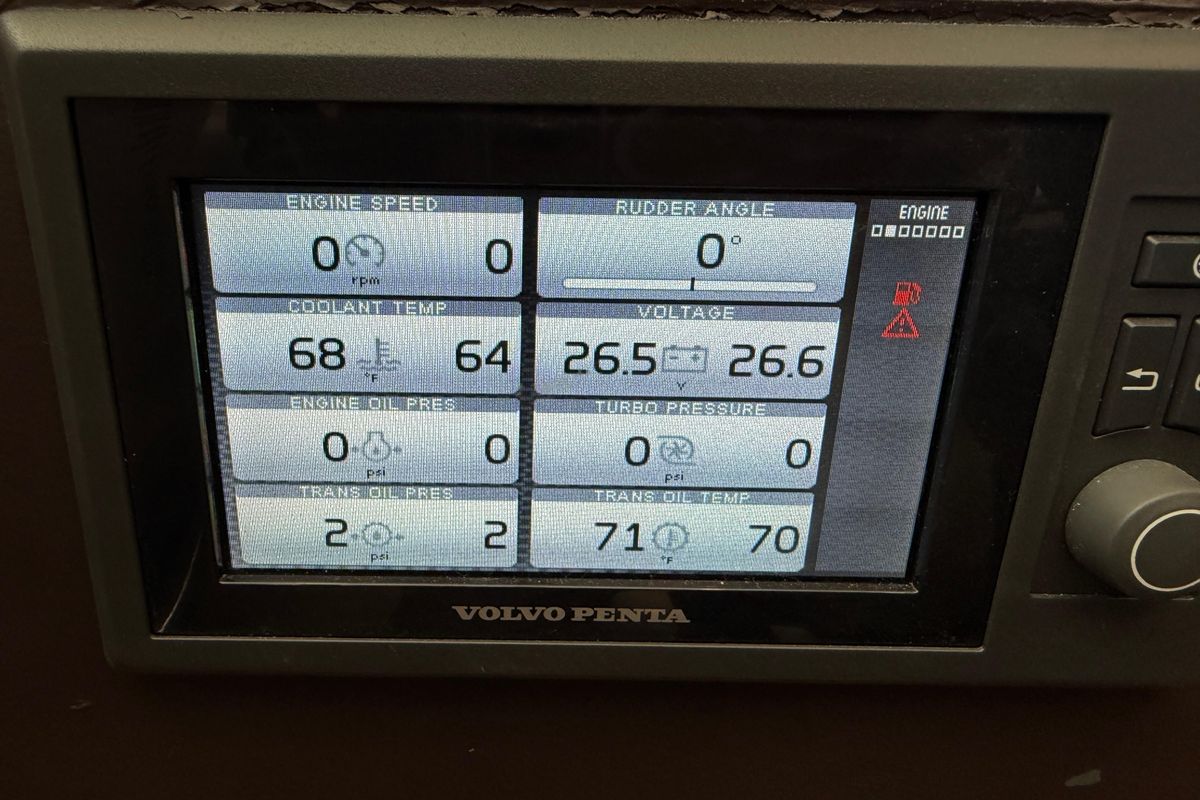 ENGINE SPEED
0 rpm 0
RUDDER ANGLE
0°
ENGINE
COOLANT TEMP
68 °F 64
VOLTAGE
26.5 V 26.6
ENGINE OIL PRES
0 psi 0
TURBO PRESSURE
0 psi 0
TRANS OIL PRES
2 psi 2
TRANS OIL TEMP
71 °F 70
VOLVO PENTA